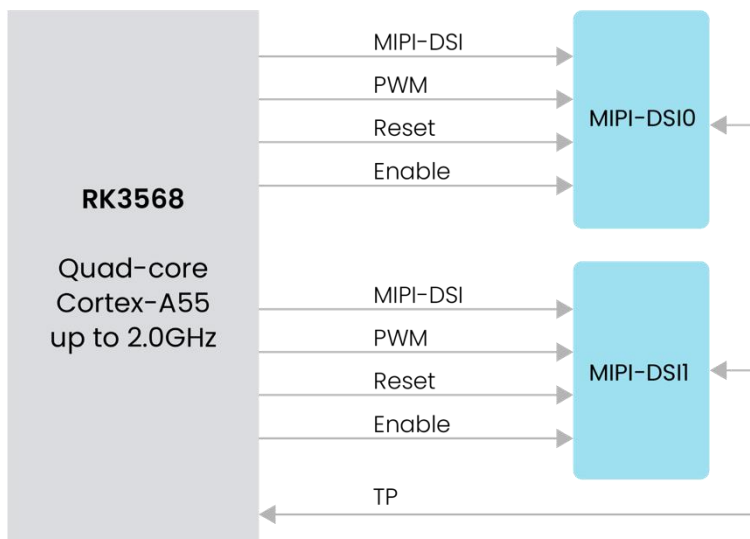 RK3568
Quad-core
Cortex-A55
up to 2.0GHz
MIPI-DSI
PWM
Reset
Enable
MIPI-DSI0
MIPI-DSI
PWM
Reset
Enable
MIPI-DSI1
TP